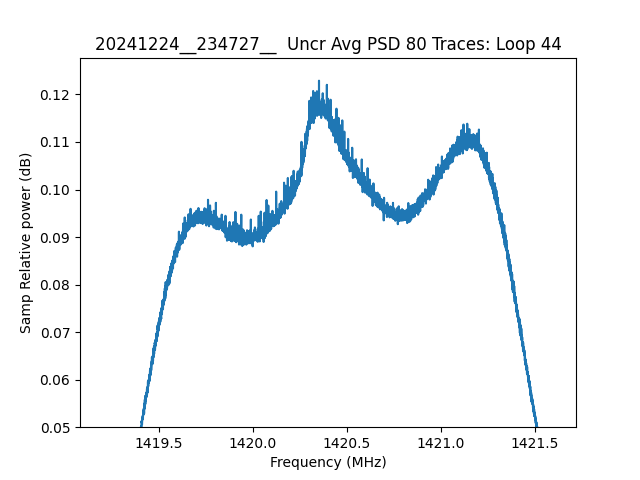 20241224__234727__  Uncr Avg PSD 80 Traces: Loop 44
0.12
0.11
0.10
0.09
0.08
0.07
0.06
0.05
Samp Relative power (dB)
1419.5 1420.0 1420.5 1421.0 1421.5
Frequency (MHz)